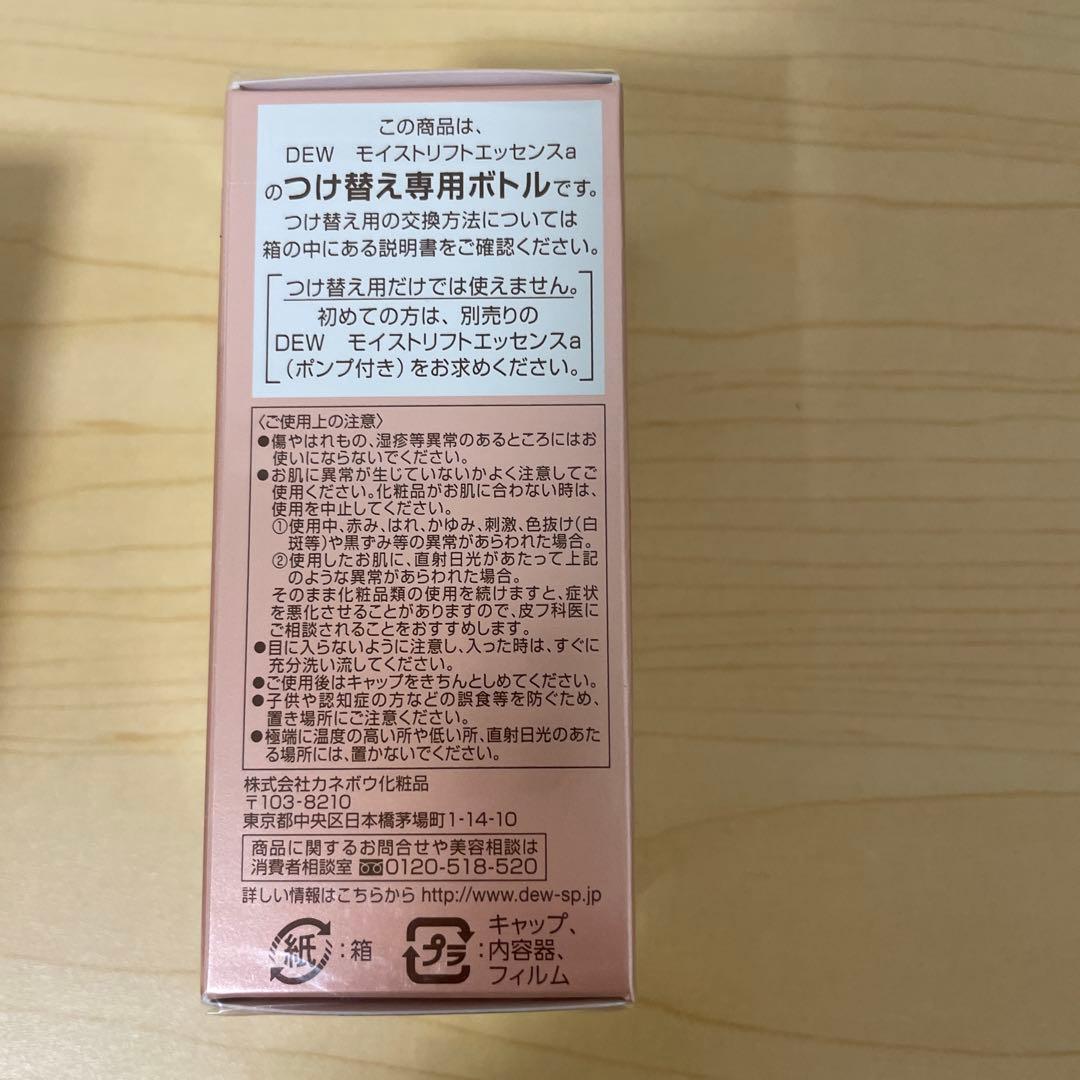 この商品は、
DEW　モイストリフトエッセンスa
のつけ替え専用ボトルです。
つけ替え用の交換方法については
箱の中にある説明書をご確認ください。
つけ替え用だけでは使えません。
初めての方は、別売りの
DEW　モイストリフトエッセンスa
（ポンプ付き）をお求めください。
〈ご使用上の注意〉
●傷やはれもの、湿疹等異常のあるところにはお
使いにならないでください。
●お肌に異常が生じていないかよく注意してご
使用ください。化粧品がお肌に合わない時は、
使用を中止してください。
①使用中、赤み、はれ、かゆみ、刺激、色抜け（白
斑等）や黒ずみ等の異常があらわれた場合。
②使用したお肌に、直射日光があたって上記
のような異常があらわれた場合。
そのまま化粧品類の使用を続けますと、症状
を悪化させることがありますので、皮フ科医に
ご相談されることをおすすめします。
●目に入らないように注意し、入った時は、すぐに
充分洗い流してください。
●ご使用後はキャップをきちんとしめてください。
●子供や認知症の方などの誤食等を防ぐため、
置き場所にご注意ください。
●極端に温度の高い所や低い所、直射日光のあた
る場所には、置かないでください。
株式会社カネボウ化粧品
〒103-8210
東京都中央区日本橋茅場町1-14-10
商品に関するお問合せや美容相談は
消費者相談室 0120-518-520
詳しい情報はこちらから http://www.dew-sp.jp
紙：箱
プラ：キャップ、
内容器、
フィルム